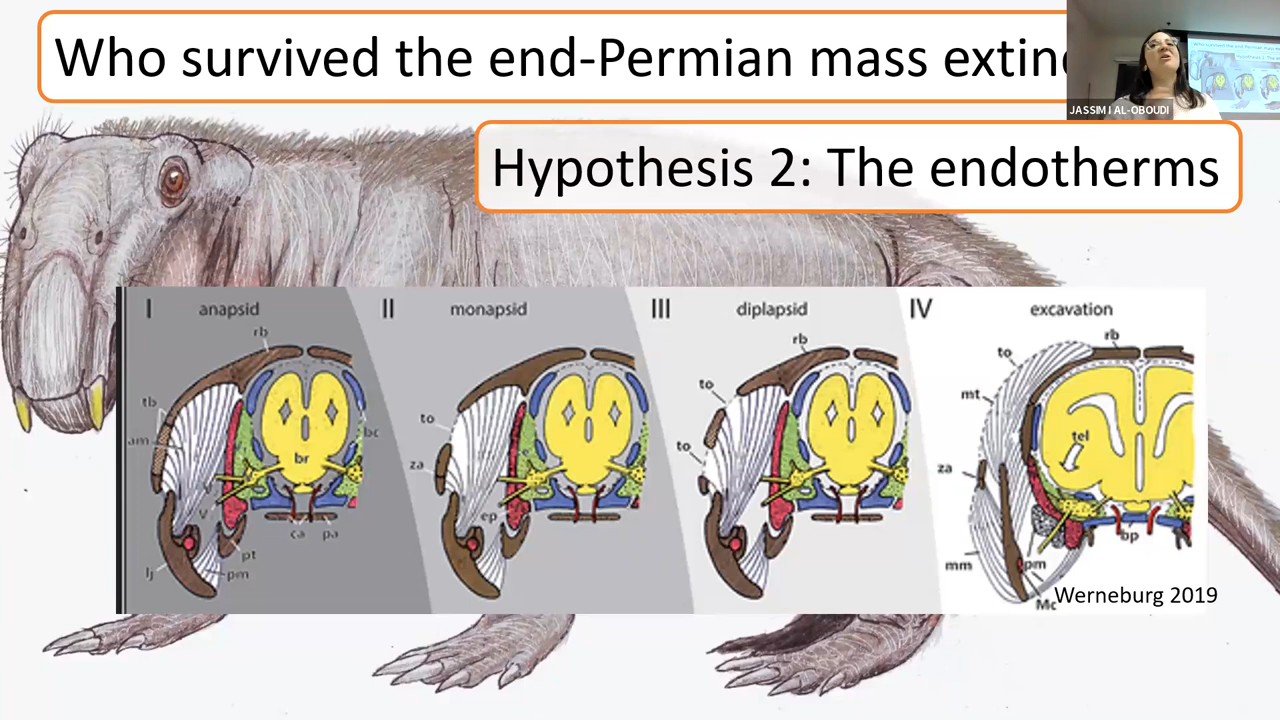 Who survived the end-Permian mass extinc
JASSIM I AL-OBOUDI
Hypothesis 2: The endotherms
I anapsid II monapsid III diplapsid IV excavation
rb
tb
am
br
bc
lj
pm
pt
ca
pa
to
za
ep
rb
to
to
rb
to
mt
tel
za
mm
pm
bp
Mc
Werneburg 2019